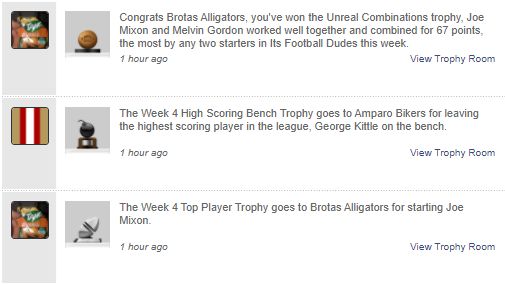 Congrats Brotas Alligators, you've won the Unreal Combinations trophy, Joe
Mixon and Melvin Gordon worked well together and combined for 67 points,
the most by any two starters in Its Football Dudes this week.
1 hour ago View Trophy Room
The Week 4 High Scoring Bench Trophy goes to Amparo Bikers for leaving
the highest scoring player in the league, George Kittle on the bench.
1 hour ago View Trophy Room
The Week 4 Top Player Trophy goes to Brotas Alligators for starting Joe
Mixon.
1 hour ago View Trophy Room